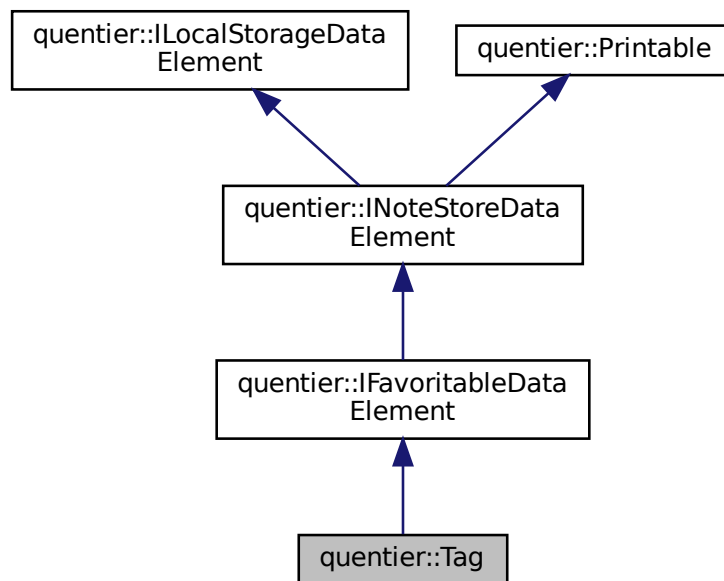 quentier::ILocalStorageData
Element
quentier::Printable
quentier::INoteStoreData
Element
quentier::IFavoritableData
Element
quentier::Tag